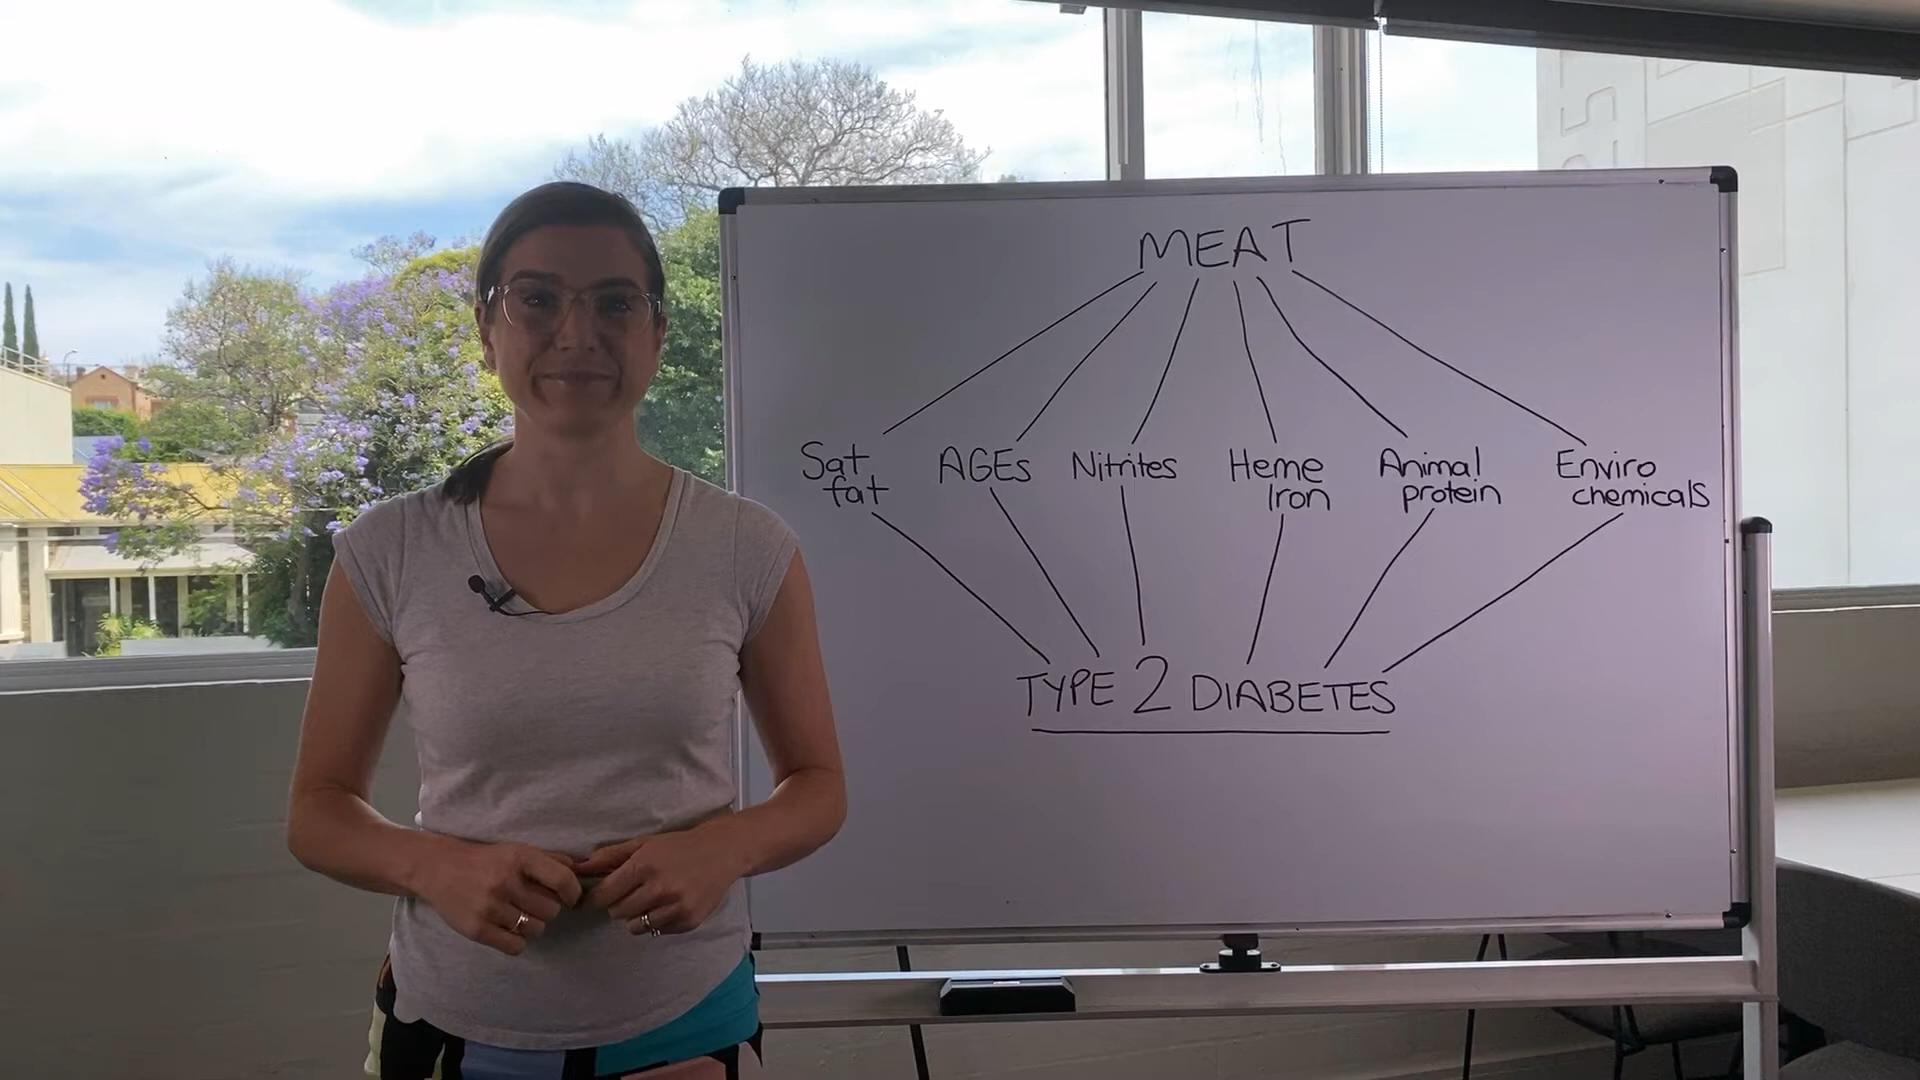 MEAT
Sat fat
AGEs
Nitrites
Heme Iron
Animal protein
Enviro chemicals
TYPE 2 DIABETES